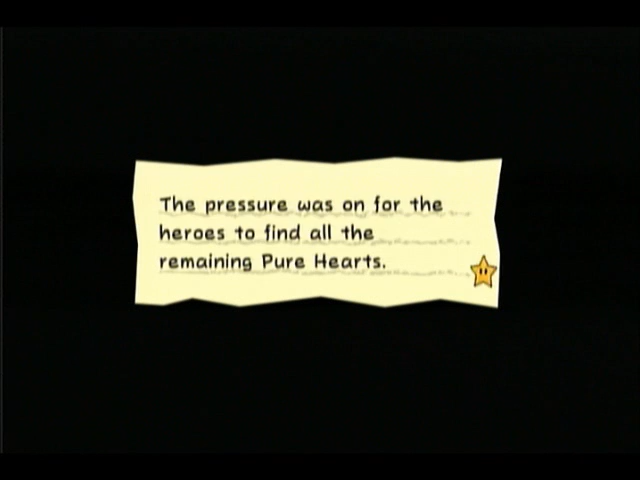 The pressure was on for the
heroes to find all the
remaining Pure Hearts.